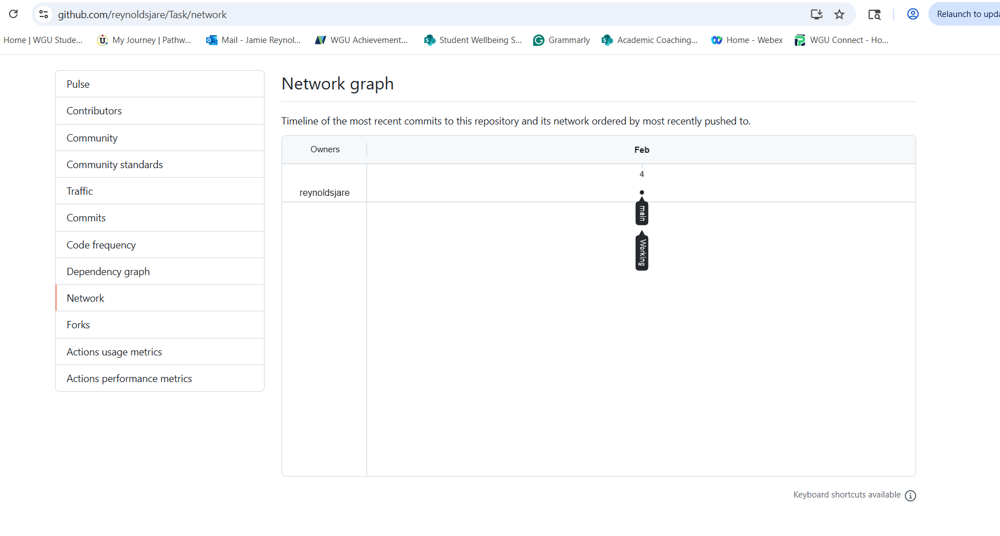 github.com/reynoldsjare/Task/network
Relaunch to upda
Home | WGU Stude... My Journey | Pathw... Mail - Jamie Reynol... WGU Achievement... Student Wellbeing S... Grammarly Academic Coaching... Home - Webex WGU Connect - Ho...
Pulse
Contributors
Community
Community standards
Traffic
Commits
Code frequency
Dependency graph
Network
Forks
Actions usage metrics
Actions performance metrics
Network graph
Timeline of the most recent commits to this repository and its network ordered by most recently pushed to.
Owners Feb
4
reynoldsjare
main
Working
Keyboard shortcuts available